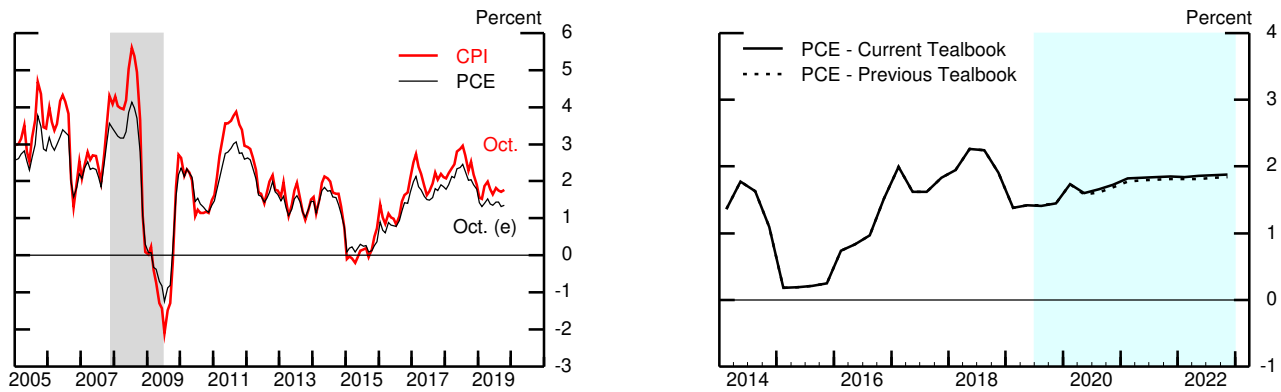 Percent
6
5
4
3
2
1
0
-1
-2
-3
CPI
PCE
Oct.
Oct. (e)
2005 2007 2009 2011 2013 2015 2017 2019
Percent
4
3
2
1
0
-1
PCE - Current Tealbook
PCE - Previous Tealbook
2014 2016 2018 2020 2022